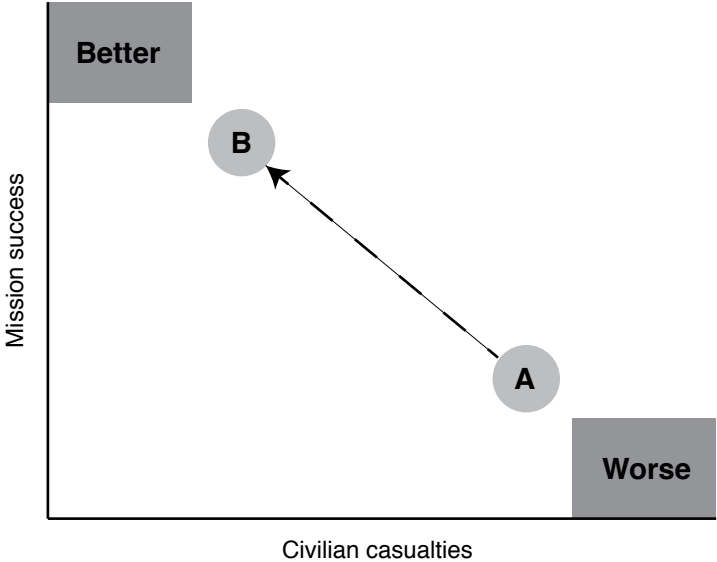 Better
B
Mission success
A
Worse
Civilian casualties